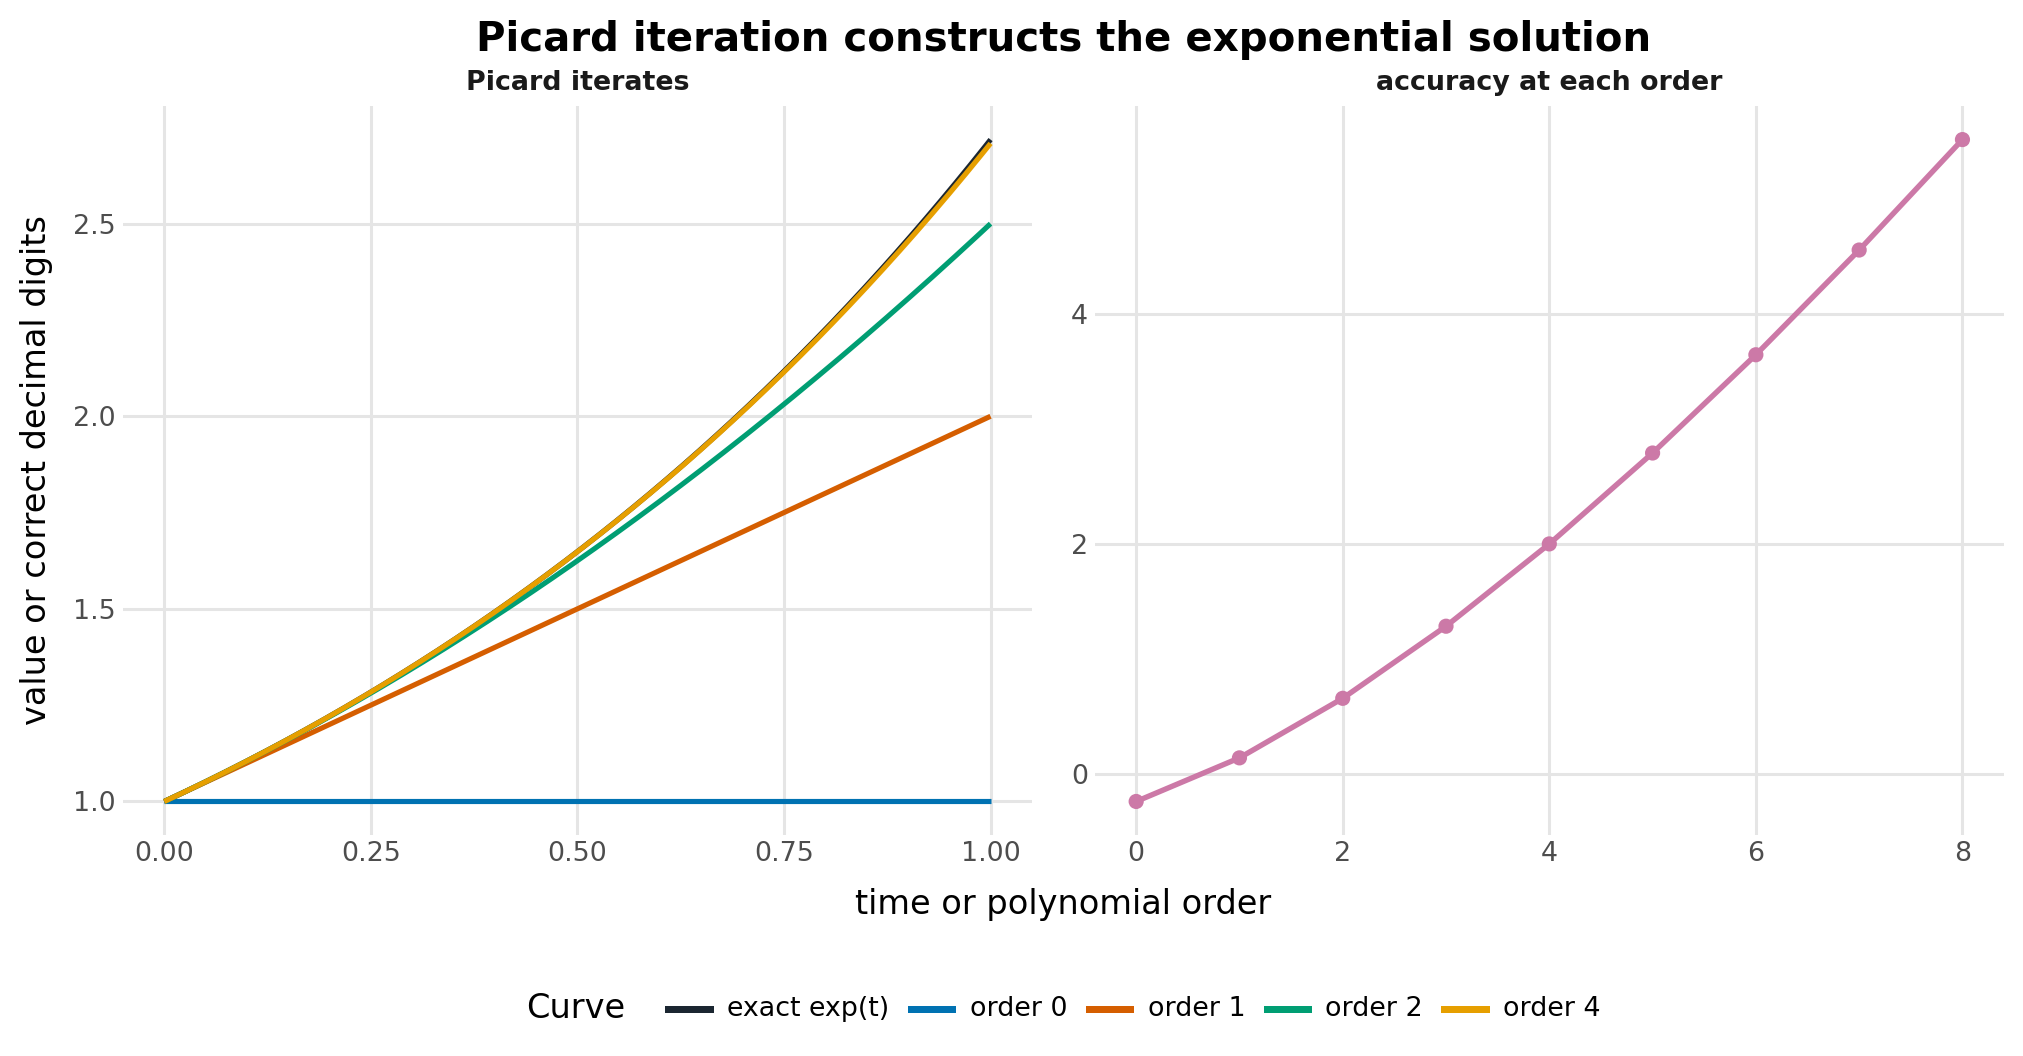 Picard iteration constructs the exponential solution
Picard iterates
accuracy at each order
value or correct decimal digits
2.5
2.0
1.5
1.0
0.00 0.25 0.50 0.75 1.00
4
2
0
0 2 4 6 8
time or polynomial order
Curve exact exp(t) order 0 order 1 order 2 order 4